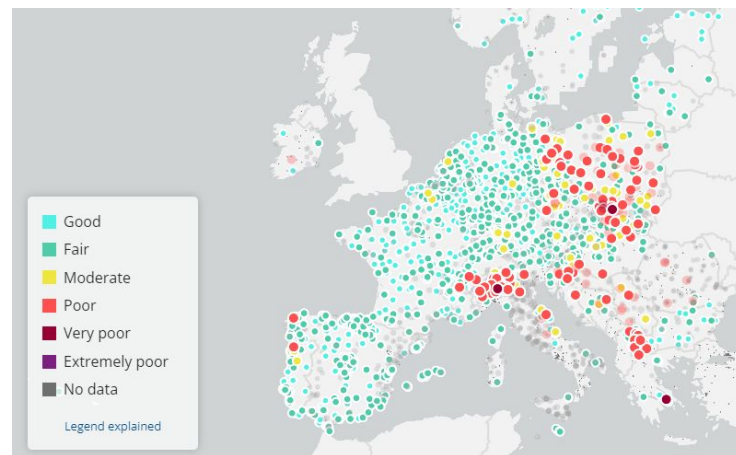 Good
Fair
Moderate
Poor
Very poor
Extremely poor
No data
Legend explained